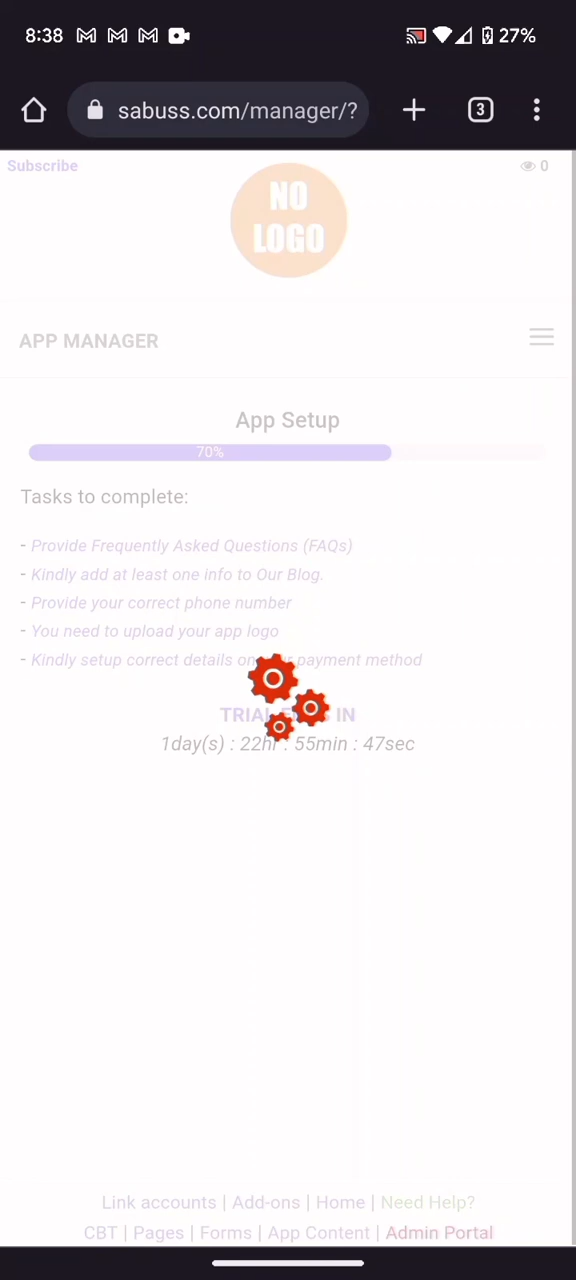 8:38 27%
sabuss.com/manager/? 3
Subscribe 0
NO
LOGO
APP MANAGER
App Setup
70%
Tasks to complete:
- Provide Frequently Asked Questions (FAQs)
- Kindly add at least one info to Our Blog.
- Provide your correct phone number
- You need to upload your app logo
- Kindly setup correct details on payment method
TRIAL IN
1day(s) : 22hr : 55min : 47sec
Link accounts | Add-ons | Home | Need Help?
CBT | Pages | Forms | App Content | Admin Portal